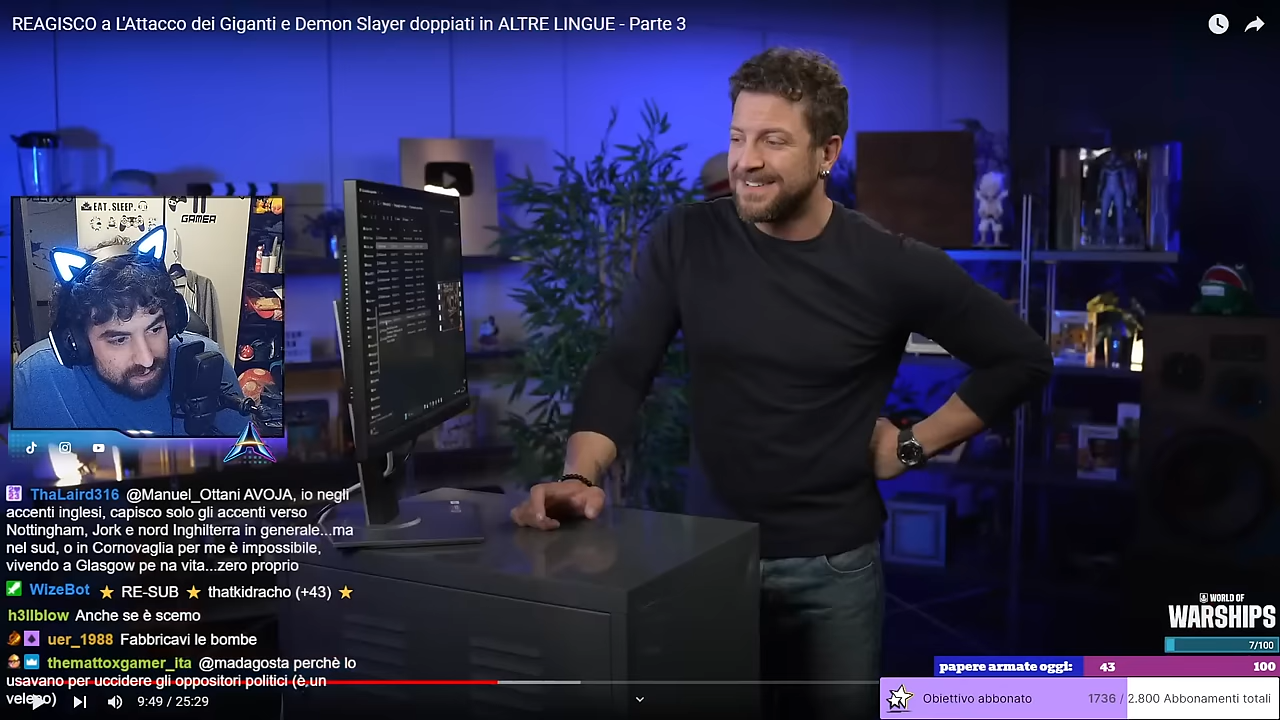 REAGISCO a L'Attacco dei Giganti e Demon Slayer doppiati in ALTRE LINGUE - Parte 3
EAT.SLEEP.
GAMER
ThaLaird316 @Manuel_Ottani AVOJA, io negli
accenti inglesi, capisco solo gli accenti verso
Nottingham, Jork e nord Inghilterra in generale...ma
nel sud, o in Cornovaglia per me è impossibile,
vivendo a Glasgow pe na vita...zero proprio
WizeBot ⭐ RE-SUB ⭐ thatkidracho (+43) ⭐
h3llblow Anche se è scemo
uer_1988 Fabbricavi le bombe
themattoxgamer_ita @madagosta perchè lo
usavano per uccidere gli oppositori politici (è un
veleno)
9:49 / 25:29
WORLD OF
WARSHIPS
7/100
papere armate oggi: 43 100
Obiettivo abbonato 1736 / 2.800 Abbonamenti totali